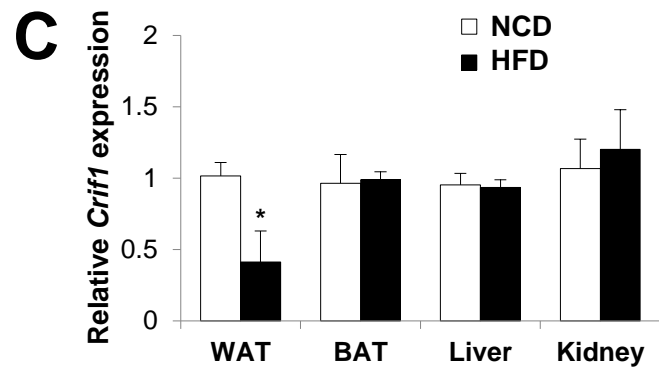 C
NCD
HFD
Relative Crif1 expression
2
1.5
1
0.5
0
*
WAT BAT Liver Kidney